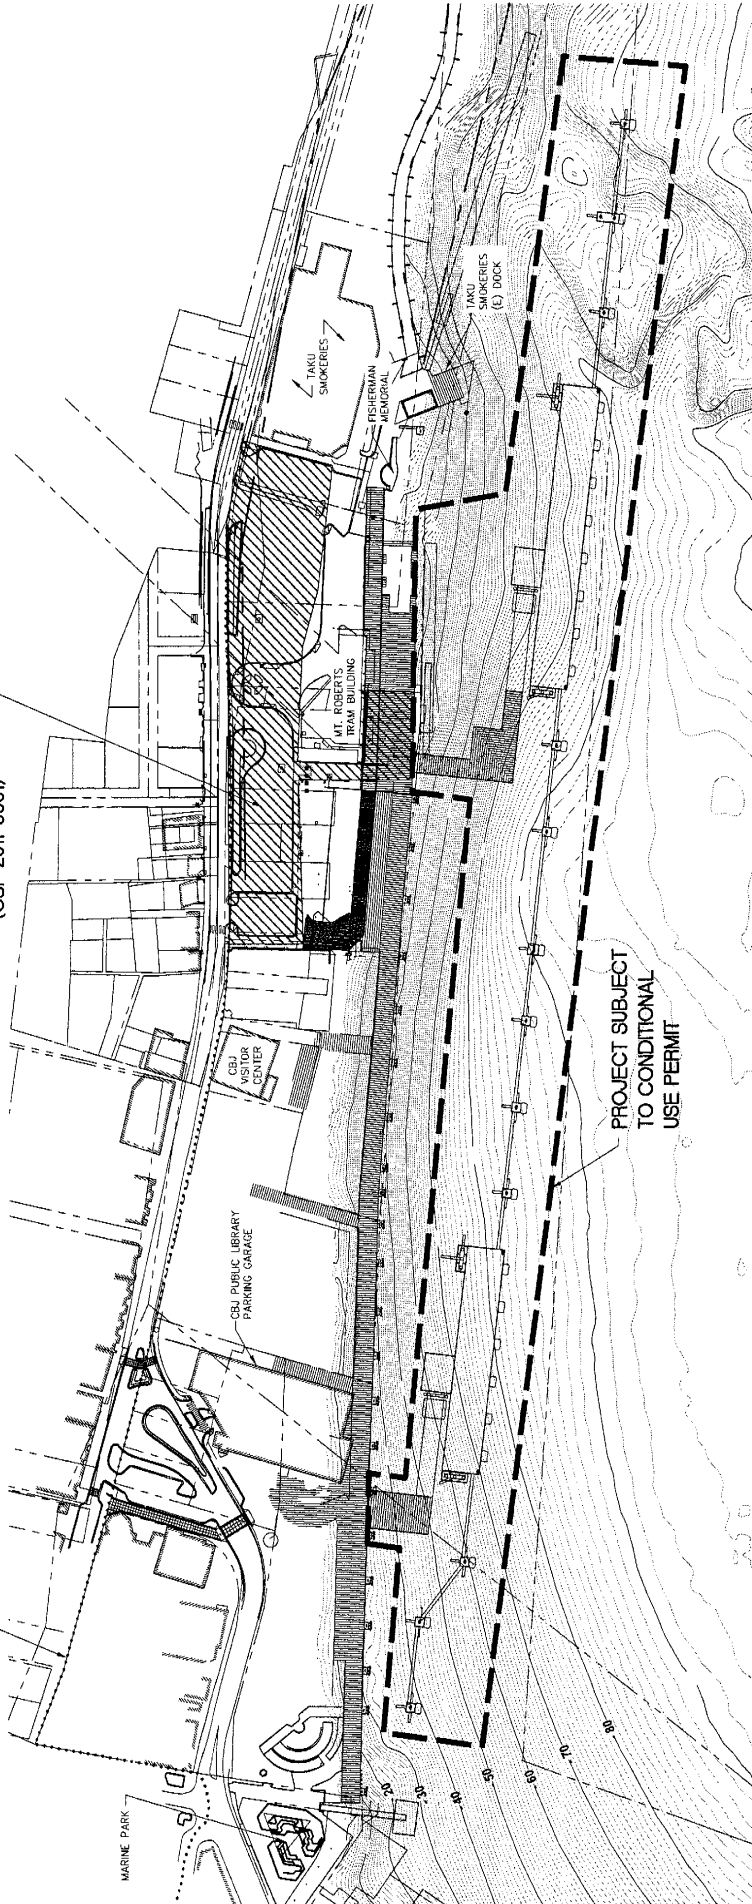 TAKU
SMOKERIES
FISHERMAN
MEMORIAL
TAKU
SMOKERIES
(E) DOCK
MT. ROBERTS
TRAM BUILDING
CBJ
VISITOR
CENTER
CBJ PUBLIC LIBRARY
PARKING GARAGE
PROJECT SUBJECT
TO CONDITIONAL
USE PERMIT
MARINE PARK
20
30
40
50
60
70
80